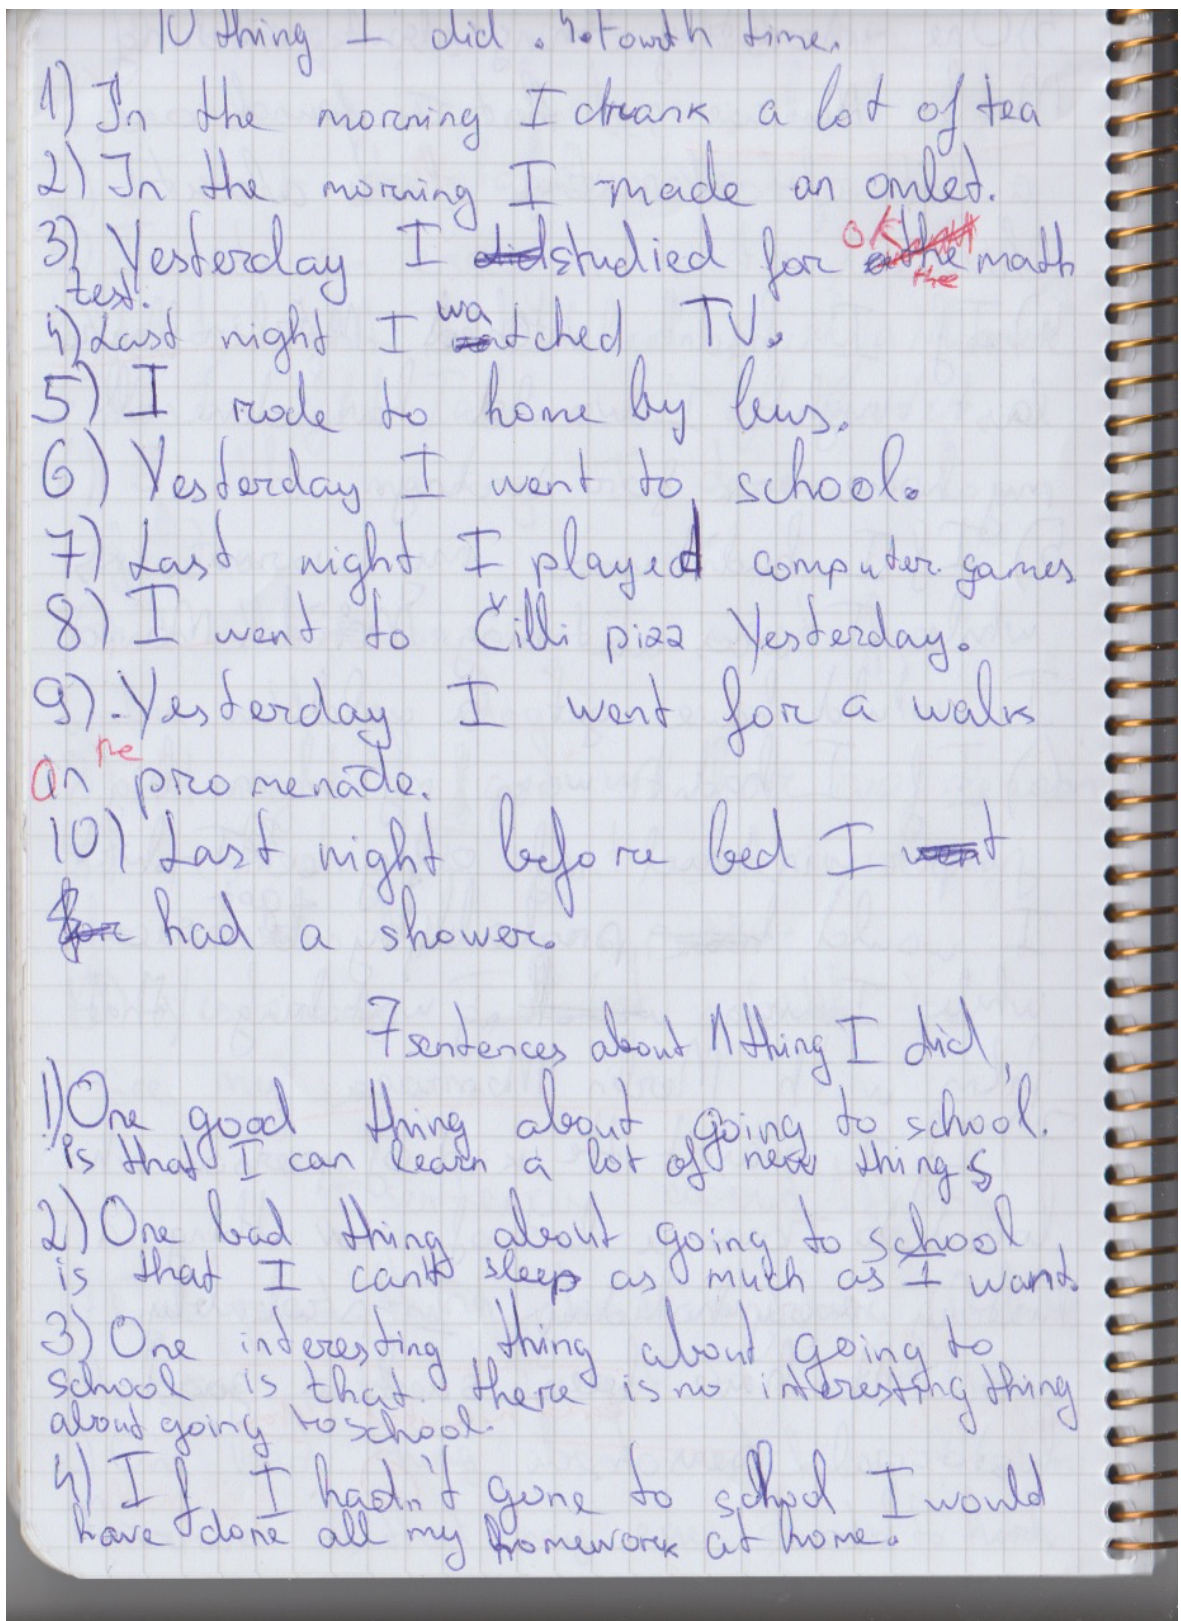 10 thing I did . 4. Fourth time.
1) In the morning I drank a lot of tea
2) In the morning I made an omlet.
3) Yesterday I studied for the math
test.
4) Last night I watched TV.
5) I rode to home by bus.
6) Yesterday I went to school.
7) Last night I played computer games
8) I went to Čilli pizz Yesterday.
9) Yesterday I went for a walk
on the promenade.
10) Last night before bed I
had a shower.
7 sentences about 1 thing I did,
1) One good thing about going to school.
is that I can learn a lot of new things
2) One bad thing about going to school
is that I can't sleep as much as I want.
3) One interesting thing about going to
school is that there is no interesting thing
about going to school.
4) If I hadn't gone to school I would
have done all my homework at home.